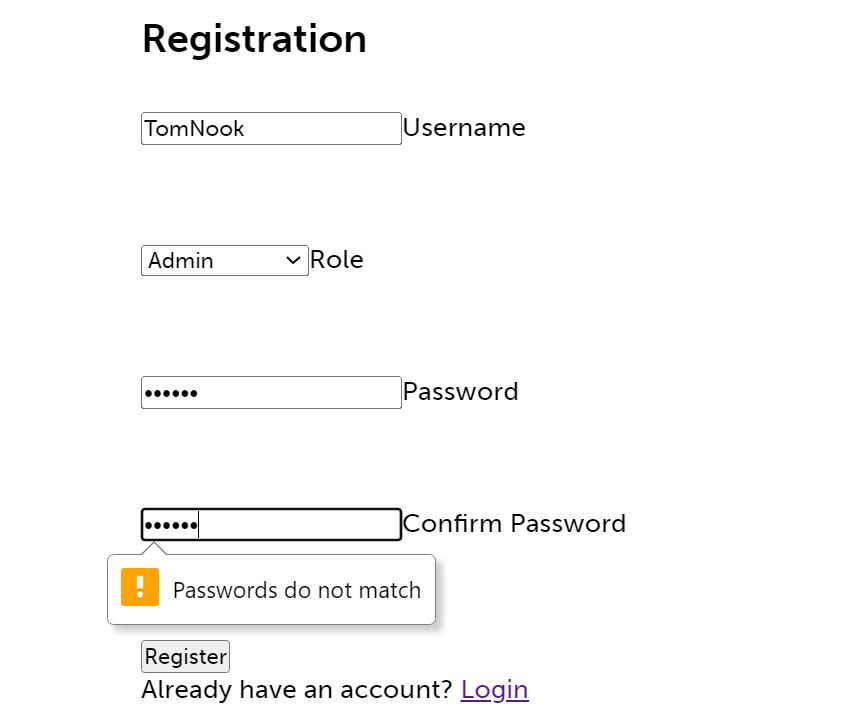 Registration
TomNook Username
Admin Role
•••••• Password
•••••• Confirm Password
! Passwords do not match
Register
Already have an account? Login